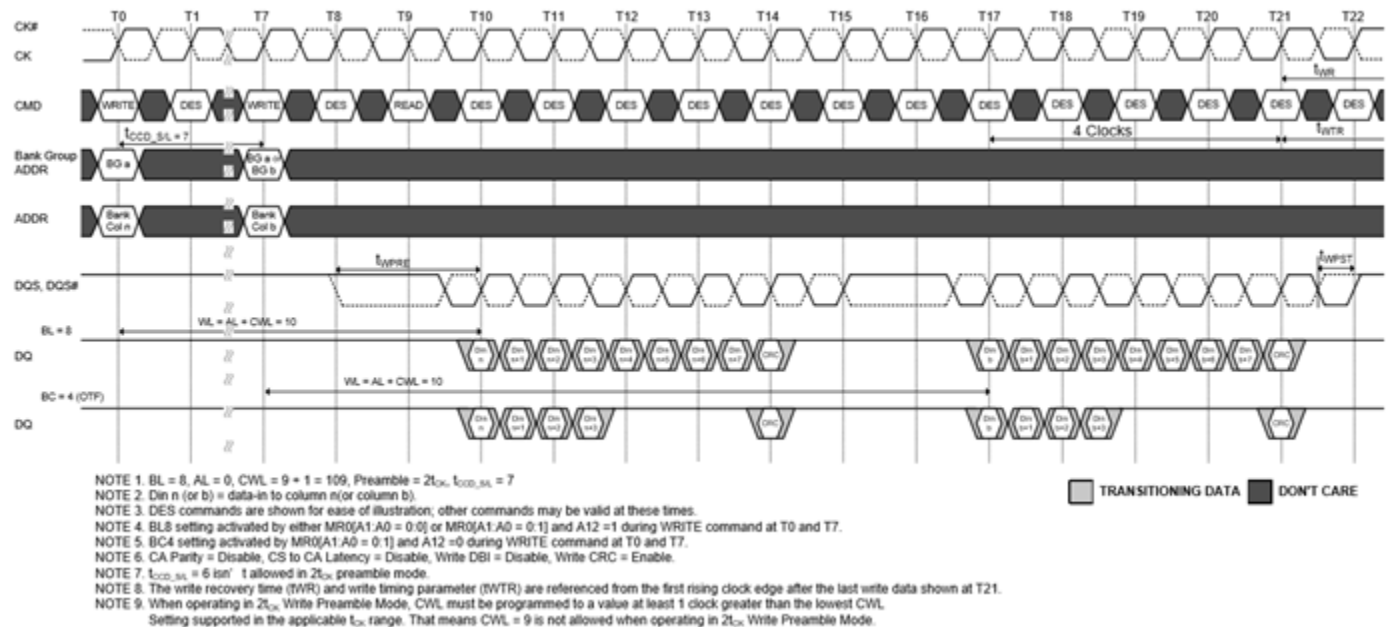 T0 T1 T7 T8 T9 T10 T11 T12 T13 T14 T15 T16 T17 T18 T19 T20 T21 T22
CK#
CK
tWR
CMD WRITE DES WRITE DES READ DES DES DES DES DES DES DES DES DES DES DES DES DES
tCCD_S/L = 7
4 Clocks
tWTR
Bank Group
ADDR
BG a
BG a or
BG b
ADDR
Bank
Col n
Bank
Col b
tWPRE
tWPST
DQS, DQS#
WL = AL + CWL = 10
BL = 8
DQ
Din n
Din n+1
Din n+2
Din n+3
Din n+4
Din n+5
Din n+6
Din n+7
CRC
Din b
Din b+1
Din b+2
Din b+3
Din b+4
Din b+5
Din b+6
Din b+7
CRC
WL = AL + CWL = 10
BC = 4 (OTF)
DQ
Din n
Din n+1
Din n+2
Din n+3
CRC
Din b
Din b+1
Din b+2
Din b+3
CRC
NOTE 1. BL = 8, AL = 0, CWL = 9 + 1 = 109, Preamble = 2tCK, tCCD_S/L = 7
NOTE 2. Din n (or b) = data-in to column n(or column b).
NOTE 3. DES commands are shown for ease of illustration; other commands may be valid at these times.
NOTE 4. BL8 setting activated by either MR0[A1:A0 = 0:0] or MR0[A1:A0 = 0:1] and A12 =1 during WRITE command at T0 and T7.
NOTE 5. BC4 setting activated by MR0[A1:A0 = 0:1] and A12 =0 during WRITE command at T0 and T7.
NOTE 6. CA Parity = Disable, CS to CA Latency = Disable, Write DBI = Disable, Write CRC = Enable.
NOTE 7. tCCD_S/L = 6 isn' t allowed in 2tCK preamble mode.
NOTE 8. The write recovery time (tWR) and write timing parameter (tWTR) are referenced from the first rising clock edge after the last write data shown at T21.
NOTE 9. When operating in 2tCK Write Preamble Mode, CWL must be programmed to a value at least 1 clock greater than the lowest CWL
Setting supported in the applicable tCK range. That means CWL = 9 is not allowed when operating in 2tCK Write Preamble Mode.
TRANSITIONING DATA
DON'T CARE